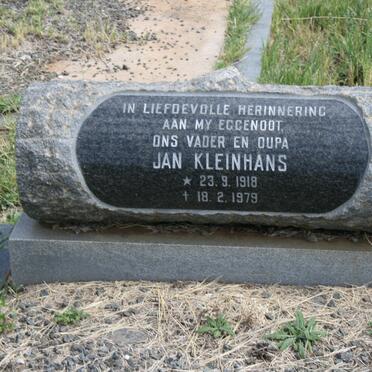 IN LIEFDEVOLLE HERINNERING
AAN MY EGGENOOT,
ONS VADER EN OUPA
JAN KLEINHANS
★ 23.9.1918
✝ 18.2.1979